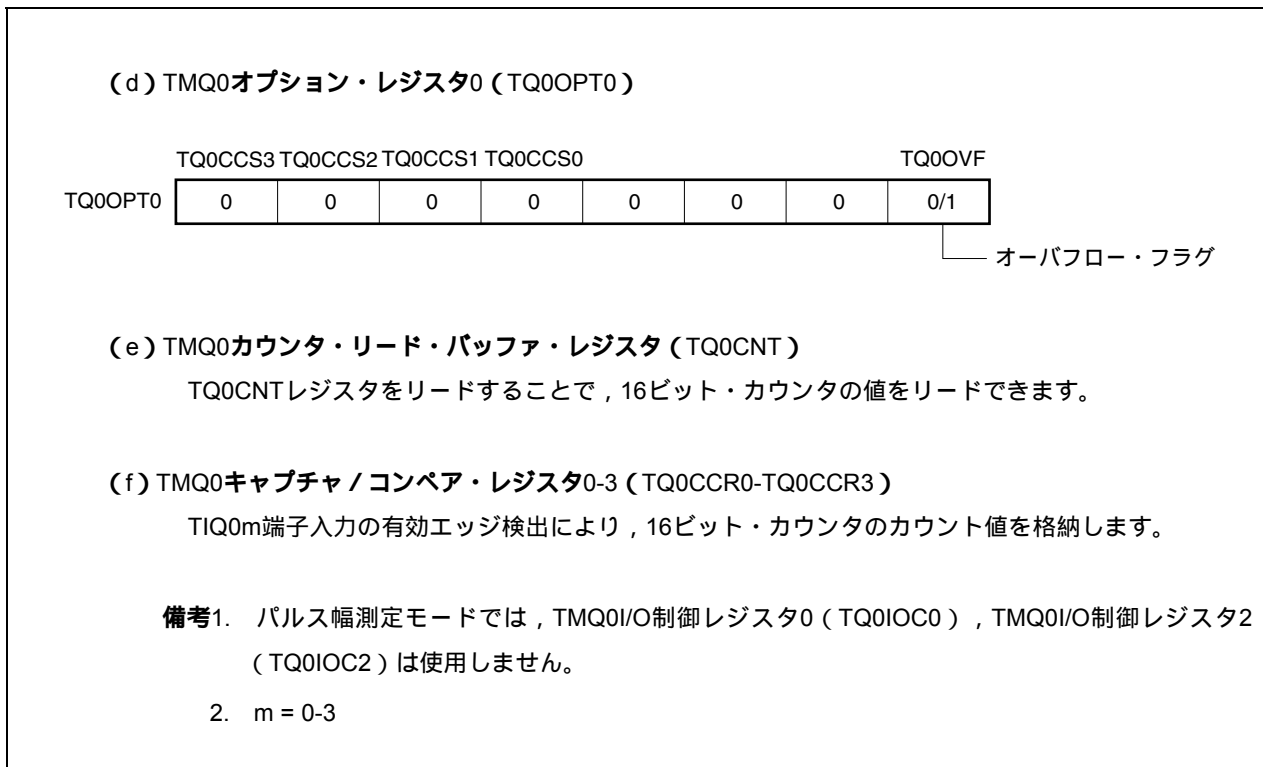 （d）TMQ0オプション・レジスタ0（TQ0OPT0）
TQ0CCS3 TQ0CCS2 TQ0CCS1 TQ0CCS0 TQ0OVF
TQ0OPT0 0 0 0 0 0 0 0 0/1
オーバフロー・フラグ
（e）TMQ0カウンタ・リード・バッファ・レジスタ（TQ0CNT）
TQ0CNTレジスタをリードすることで，16ビット・カウンタの値をリードできます。
（f）TMQ0キャプチャ／コンペア・レジスタ0-3（TQ0CCR0-TQ0CCR3）
TIQ0m端子入力の有効エッジ検出により，16ビット・カウンタのカウント値を格納します。
備考1. パルス幅測定モードでは，TMQ0I/O制御レジスタ0（TQ0IOC0），TMQ0I/O制御レジスタ2
（TQ0IOC2）は使用しません。
2. m = 0-3